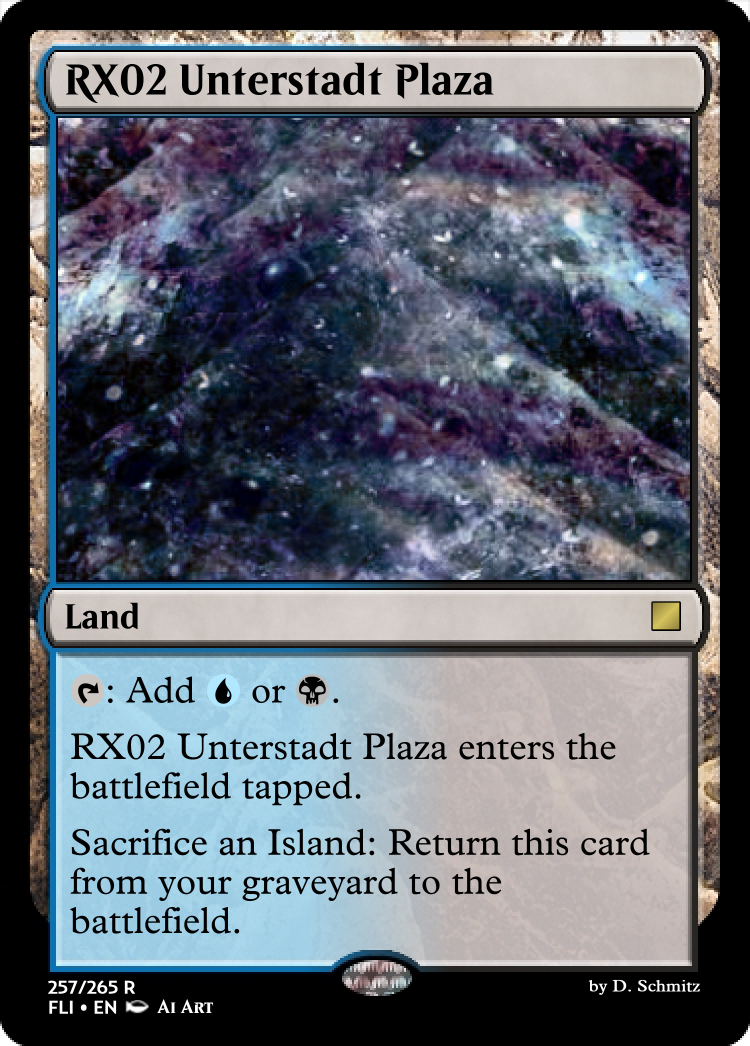 RX02 Unterstadt Plaza
Land
: Add or .
RX02 Unterstadt Plaza enters the
battlefield tapped.
Sacrifice an Island: Return this card
from your graveyard to the
battlefield.
257/265 R
by D. Schmitz
FLI • EN AI ART